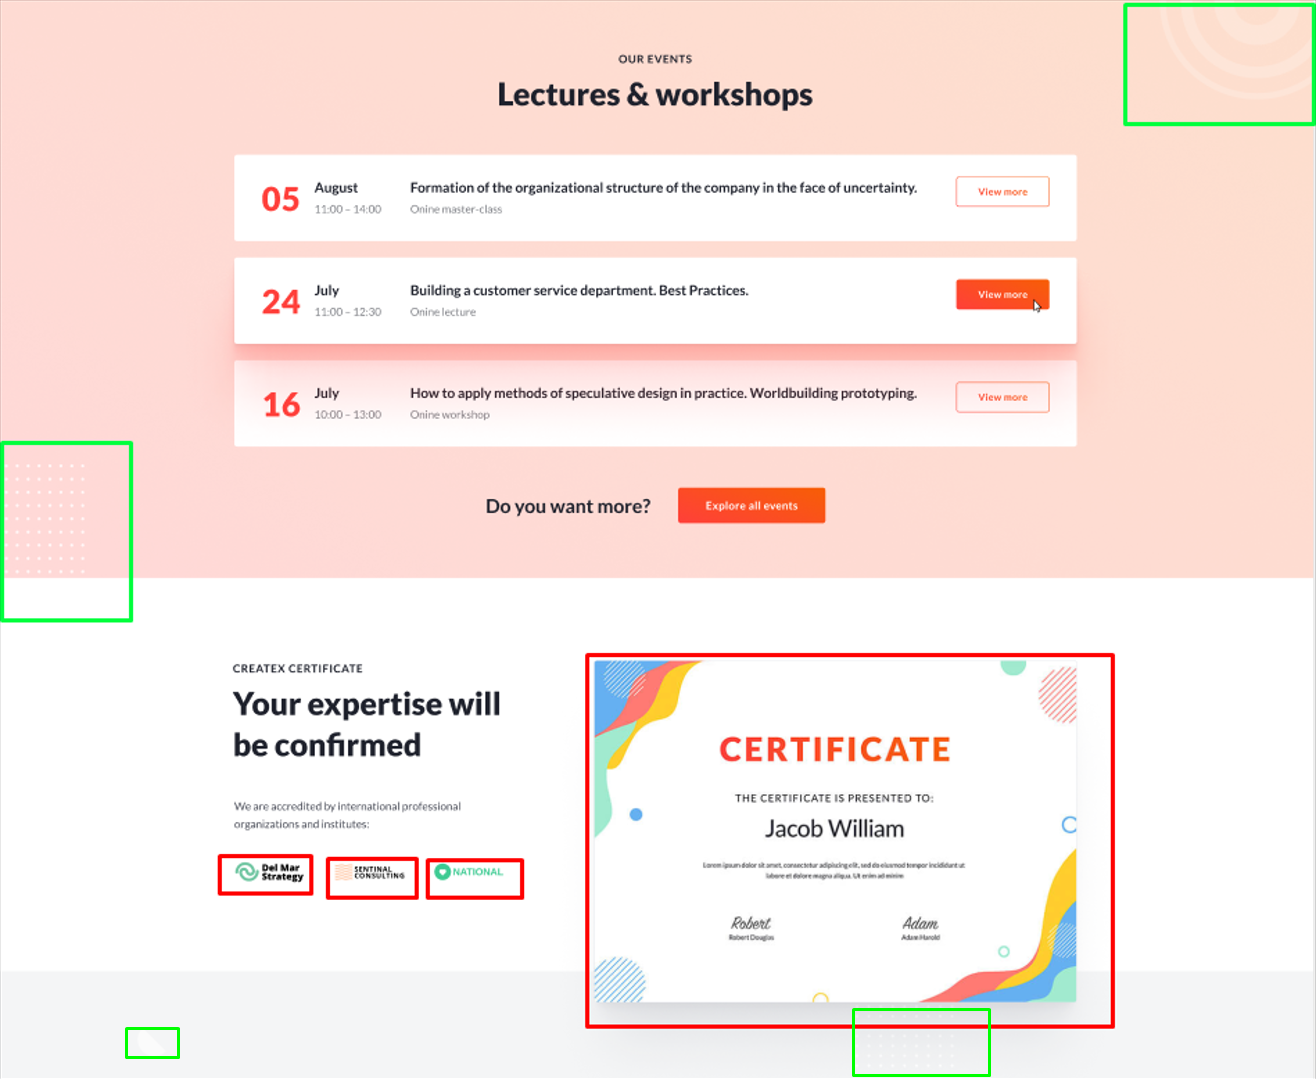 OUR EVENTS
Lectures & workshops
05
August
11:00 – 14:00
Formation of the organizational structure of the company in the face of uncertainty.
Onine master-class
View more
24
July
11:00 – 12:30
Building a customer service department. Best Practices.
Onine lecture
View more
16
July
10:00 – 13:00
How to apply methods of speculative design in practice. Worldbuilding prototyping.
Onine workshop
View more
Do you want more?
Explore all events
CREATEX CERTIFICATE
Your expertise will
be confirmed
We are accredited by international professional
organizations and institutes:
Del Mar
Strategy
SENTINAL
CONSULTING
NATIONAL
CERTIFICATE
THE CERTIFICATE IS PRESENTED TO:
Jacob William
Lorem ipsum dolor sit amet, consectetur adipiscing elit, sed do eiusmod tempor incididunt ut
labore et dolore magna aliqua. Ut enim ad minim
Robert
Robert Douglas
Adam
Adam Harold